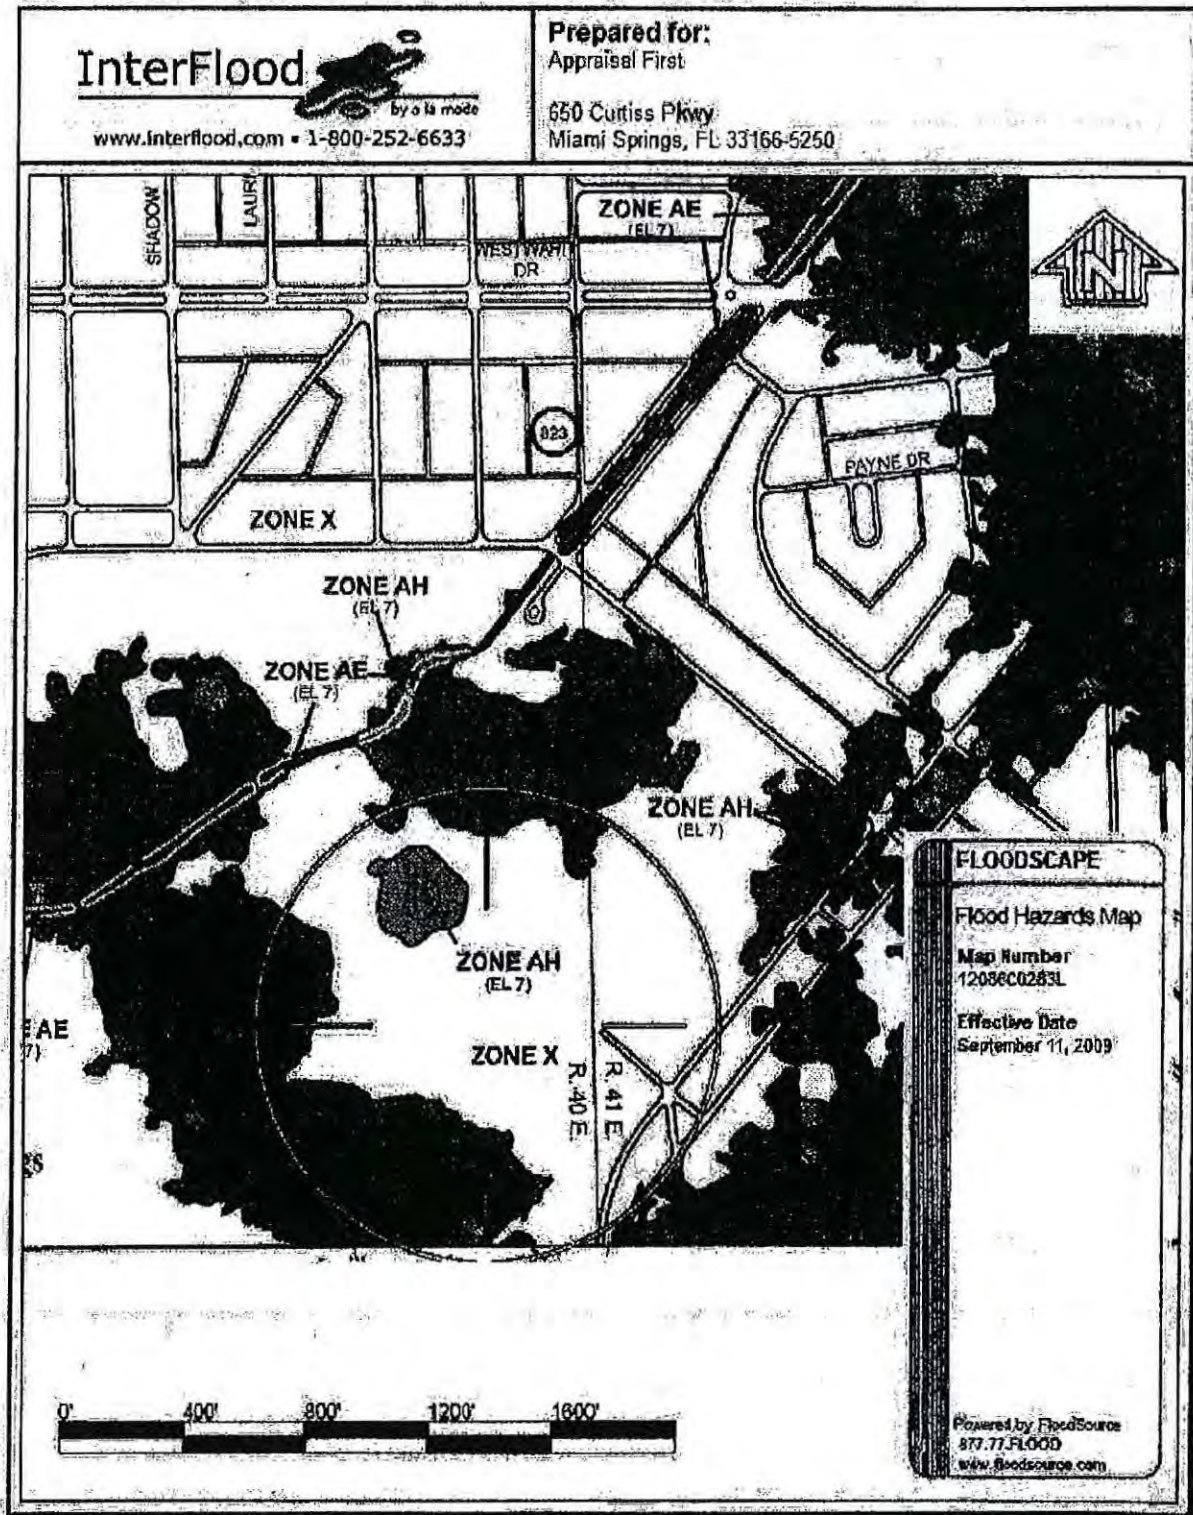 InterFlood
by a la mode
www.interflood.com • 1-800-252-6633
Prepared for:
Appraisal First
650 Curtiss Pkwy
Miami Springs, FL 33166-5250
SHADOW
ZONE AE
(EL 7)
DR
N
823
PAYNE DR
ZONE X
ZONE AH
(EL 7)
ZONE AE
(EL 7)
ZONE AH
(EL 7)
ZONE AH
(EL 7)
AE
7)
ZONE X
R. 40 E.
R. 41 E.
FLOODSCAPE
Flood Hazards Map
Map Number
12086C0283L
Effective Date
September 11, 2009
0'
400'
800'
1200'
1600'
Powered by FloodSource
877.77.FLOOD
www.floodsource.com